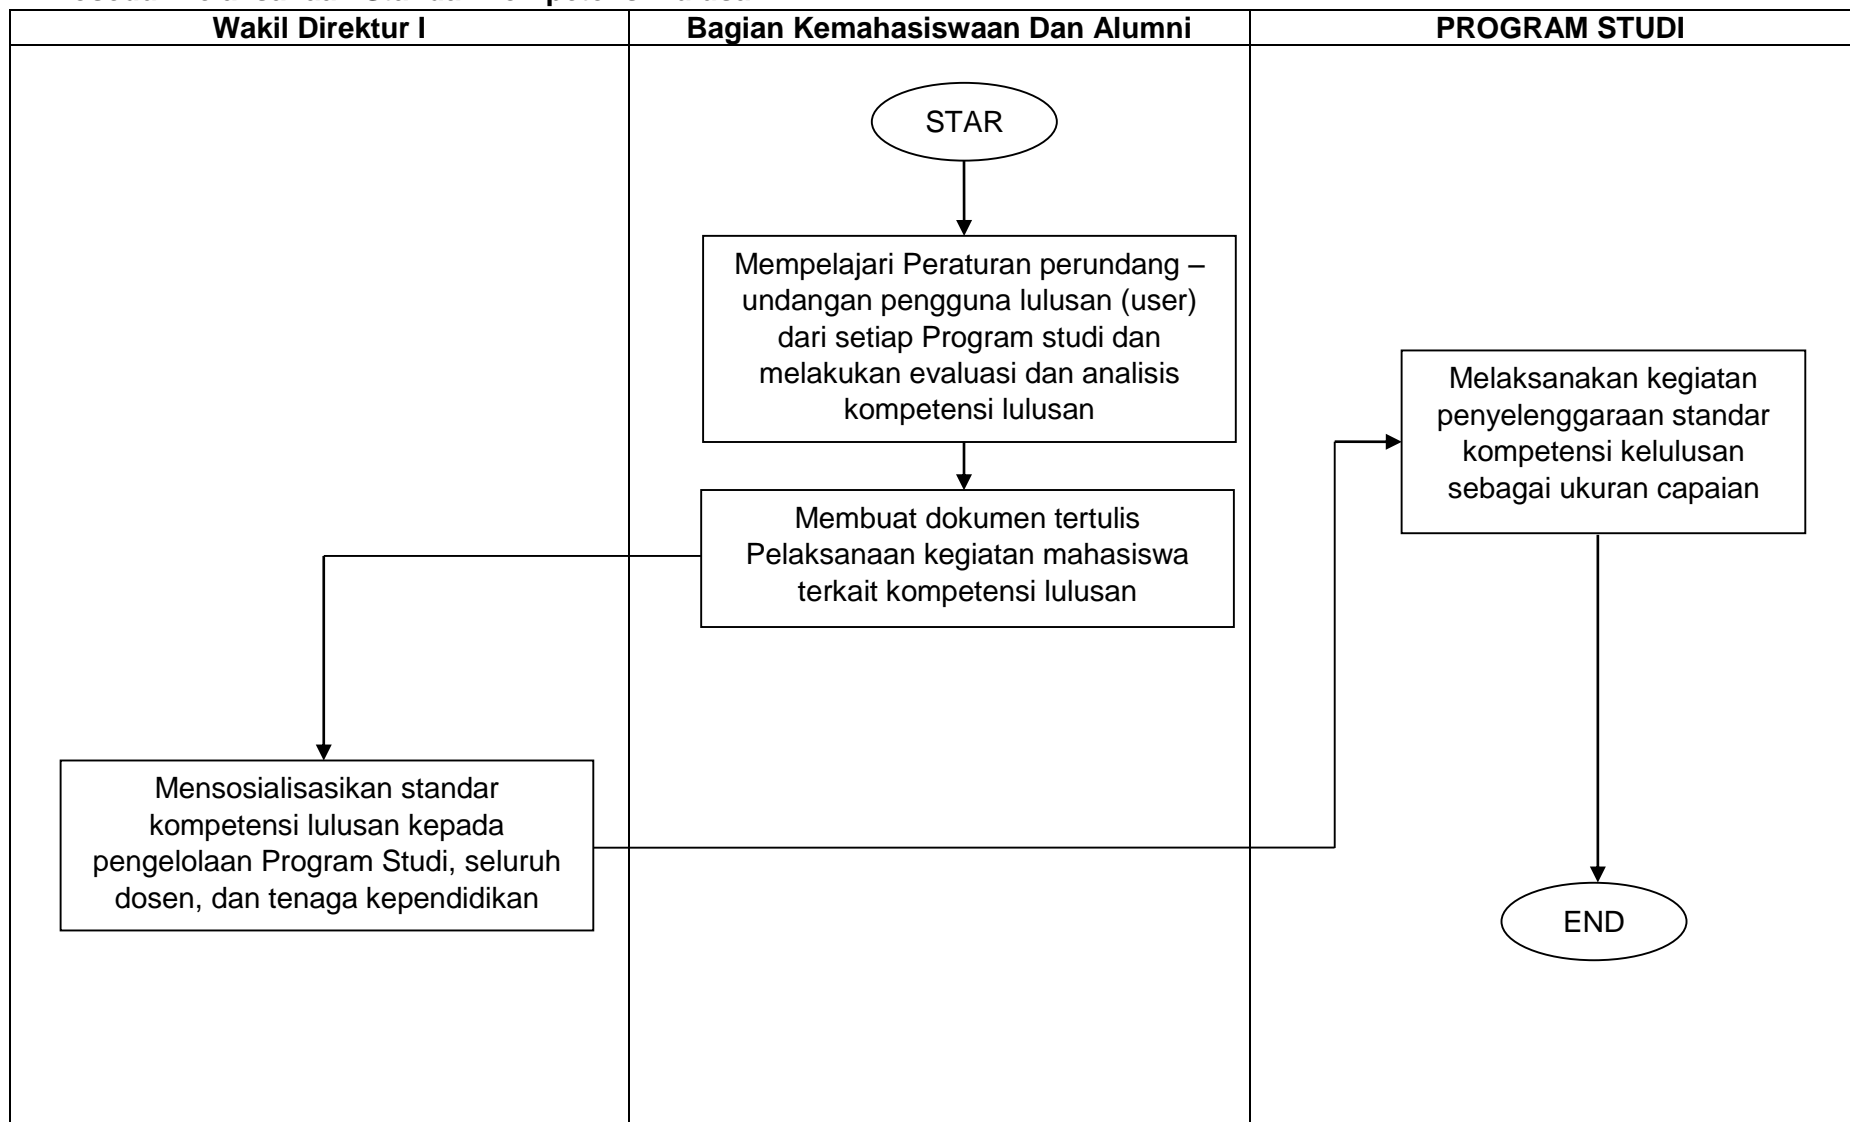 Wakil Direktur I
Bagian Kemahasiswaan Dan Alumni
PROGRAM STUDI
STAR
Mempelajari Peraturan perundang –
undangan pengguna lulusan (user)
dari setiap Program studi dan
melakukan evaluasi dan analisis
kompetensi lulusan
Membuat dokumen tertulis
Pelaksanaan kegiatan mahasiswa
terkait kompetensi lulusan
Mensosialisasikan standar
kompetensi lulusan kepada
pengelolaan Program Studi, seluruh
dosen, dan tenaga kependidikan
Melaksanakan kegiatan
penyelenggaraan standar
kompetensi kelulusan
sebagai ukuran capaian
END